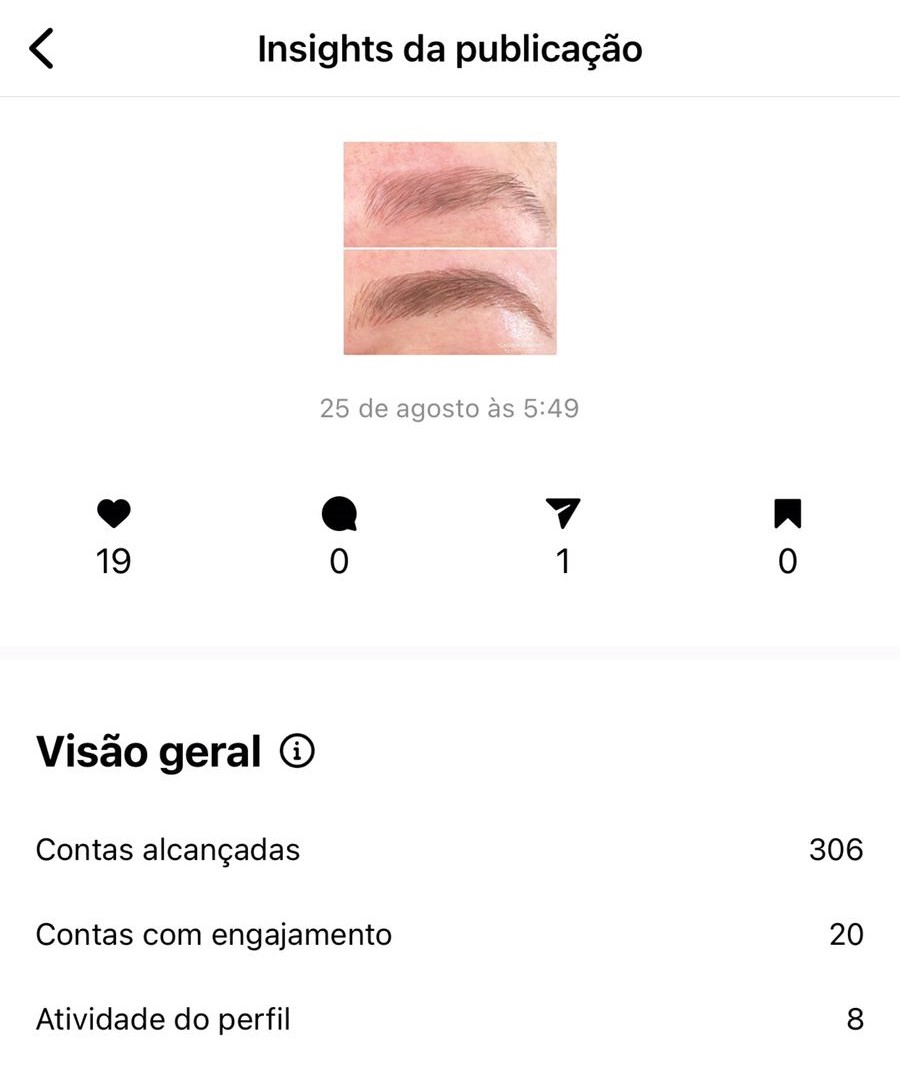 Insights da publicação
25 de agosto às 5:49
19 0 1 0
Visão geral
Contas alcançadas 306
Contas com engajamento 20
Atividade do perfil 8